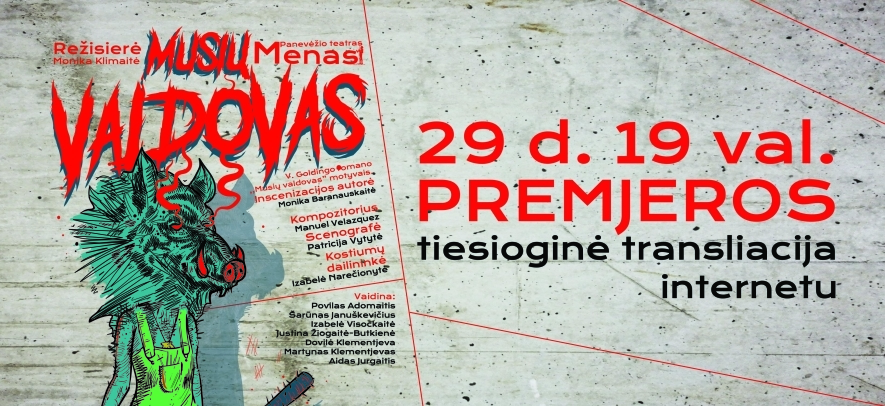 Režisierė
Monika Klimaitė
Panevėžio teatras
Menas!
MUSIŲ
VALDOVAS
V. Goldingo romano
„Musių valdovas“ motyvais
Inscenizacijos autorė
Monika Baranauskaitė
Kompozitorius
Manuel Velazquez
Scenografė
Patricija Vytytė
Kostiumų
dailininkė
Izabelė Narečionytė
Vaidina:
Povilas Adomaitis
Šarūnas Januškevičius
Izabelė Visočkaitė
Justina Žiogaitė-Butkienė
Dovilė Klementjeva
Martynas Klementjevas
Aidas Jurgaitis
29 d. 19 val.
PREMJEROS
tiesioginė transliacija
internetu